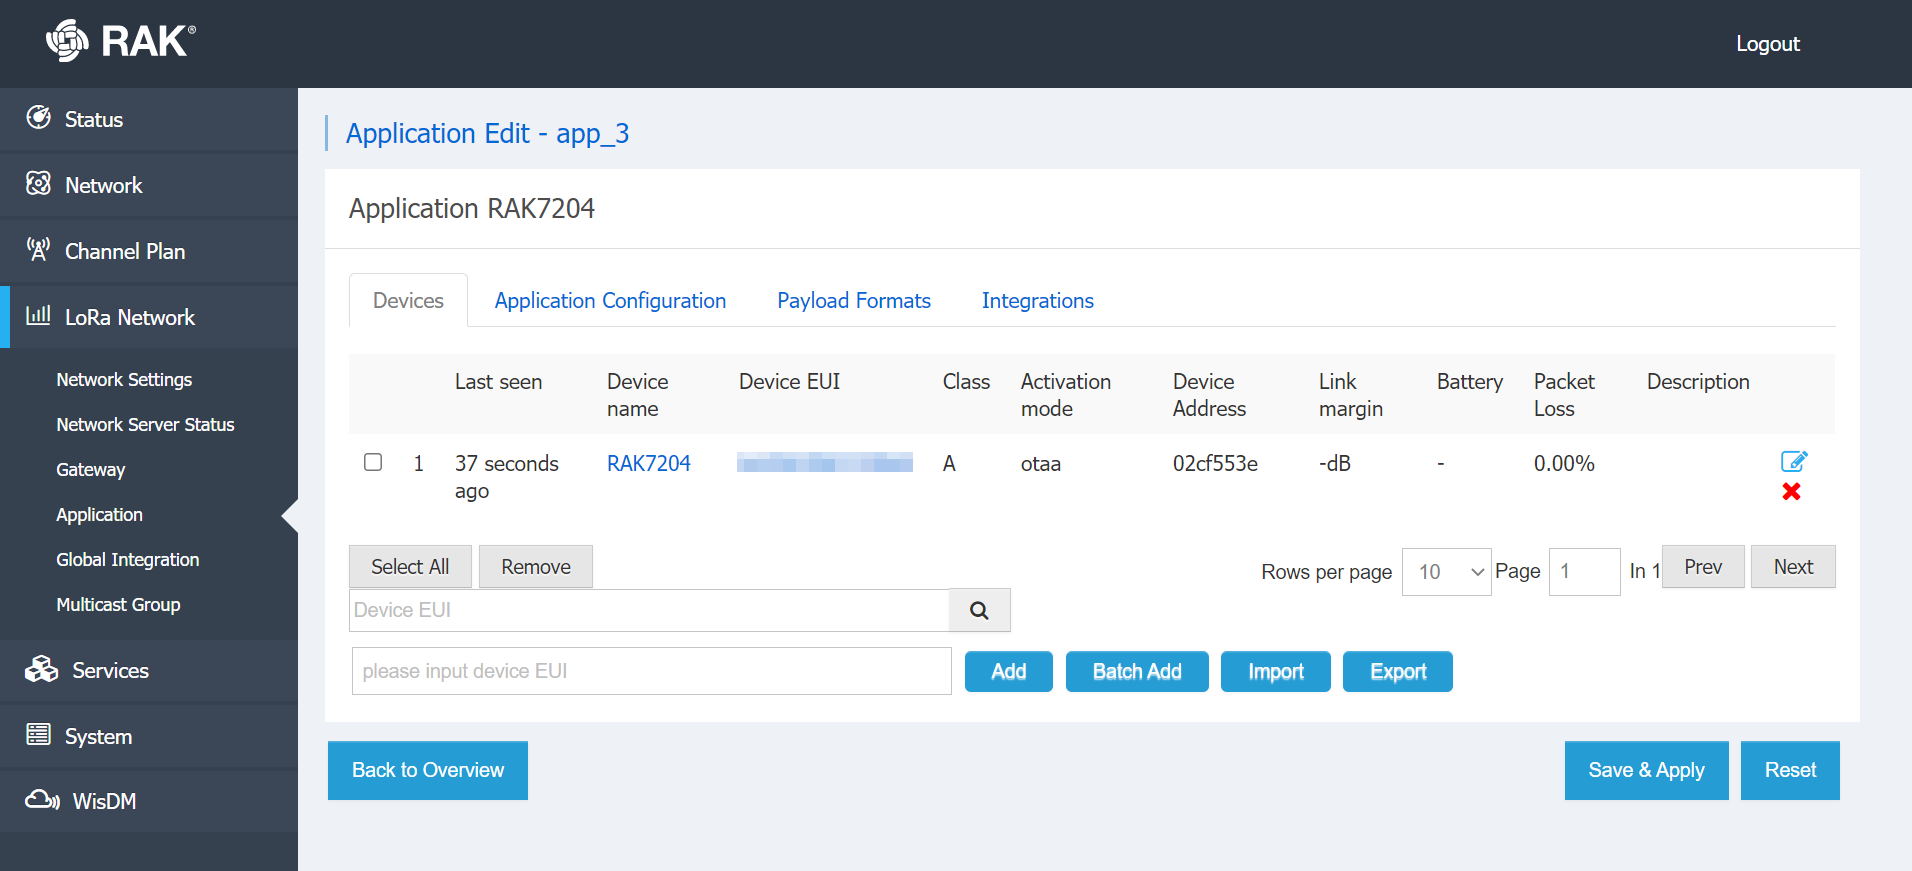 RAK®
Logout
Status
Network
Channel Plan
LoRa Network
Network Settings
Network Server Status
Gateway
Application
Global Integration
Multicast Group
Services
System
WisDM
Application Edit - app_3
Application RAK7204
Devices Application Configuration Payload Formats Integrations
Last seen Device name Device EUI Class Activation mode Device Address Link margin Battery Packet Loss Description
1 37 seconds ago RAK7204 A otaa 02cf553e -dB - 0.00%
Select All Remove Rows per page 10 Page 1 In 1 Prev Next
Device EUI
please input device EUI Add Batch Add Import Export
Back to Overview Save & Apply Reset